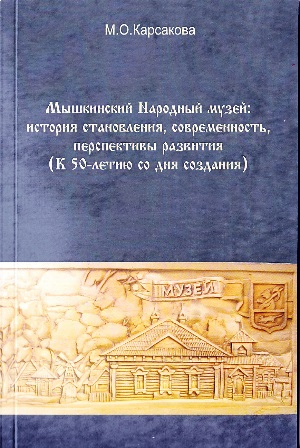 М.О.Карсакова
Мышкинский Народный музей:
история становления, современность,
перспективы развития
(К 50-летию со дня создания)
МУЗЕЙ